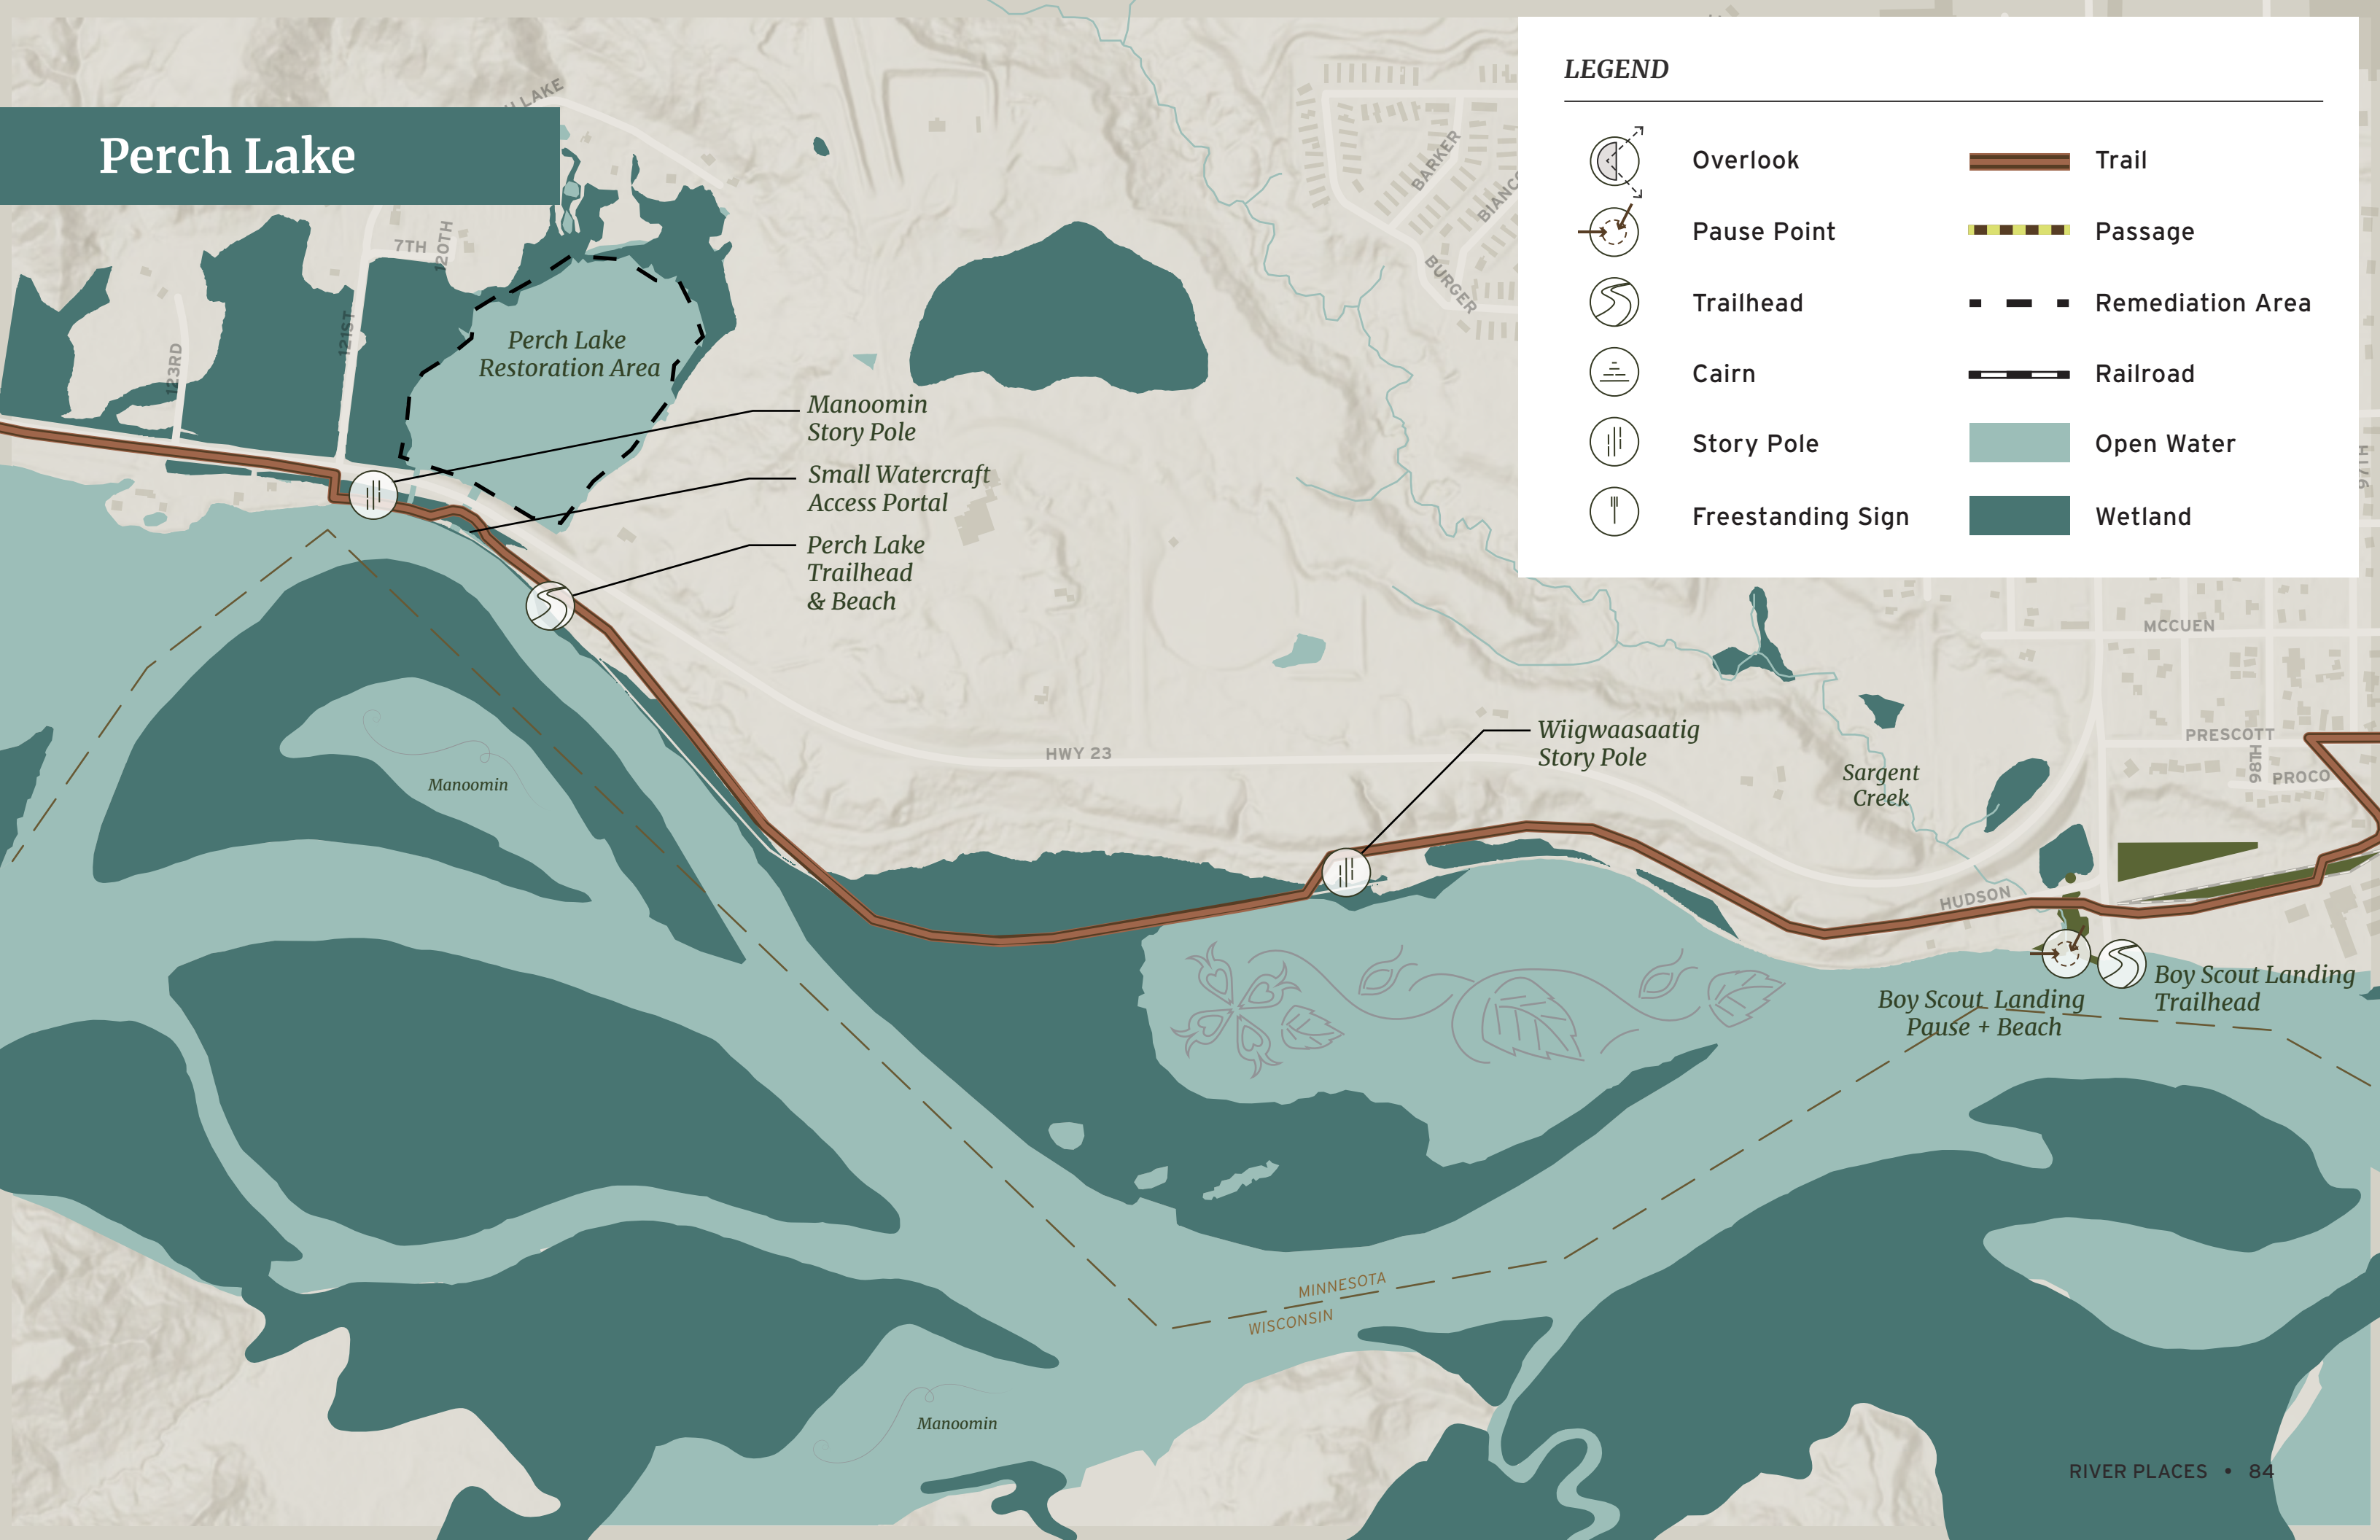 Perch Lake
LAKE
7TH
120TH
121ST
123RD
Perch Lake
Restoration Area
Manoomin
Story Pole
Small Watercraft
Access Portal
Perch Lake
Trailhead
& Beach
Manoomin
HWY 23
BARKER
BURGER
LEGEND
Overlook
Pause Point
Trailhead
Cairn
Story Pole
Freestanding Sign
Trail
Passage
Remediation Area
Railroad
Open Water
Wetland
MCCUEN
PRESCOTT
98TH
PROCO
Wiigwaasaatig
Story Pole
Sargent
Creek
HUDSON
Boy Scout Landing
Pause + Beach
Boy Scout Landing
Trailhead
MINNESOTA
WISCONSIN
Manoomin
RIVER PLACES • 84